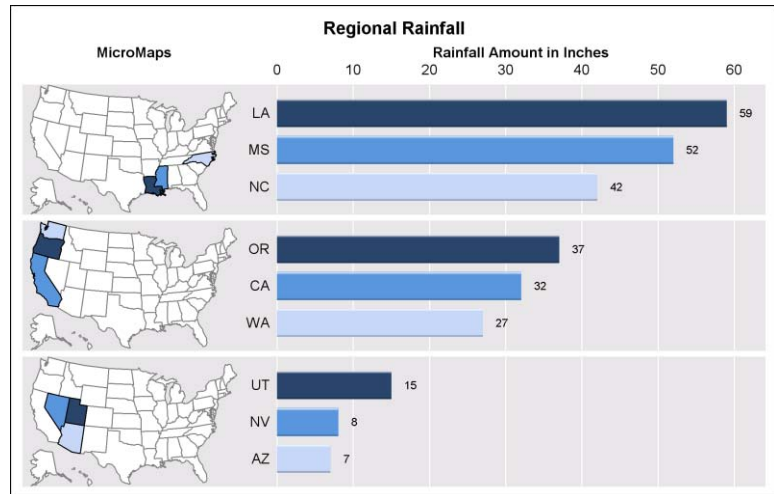 Regional Rainfall
MicroMaps
Rainfall Amount in Inches
0 10 20 30 40 50 60
LA 59
MS 52
NC 42
OR 37
CA 32
WA 27
UT 15
NV 8
AZ 7